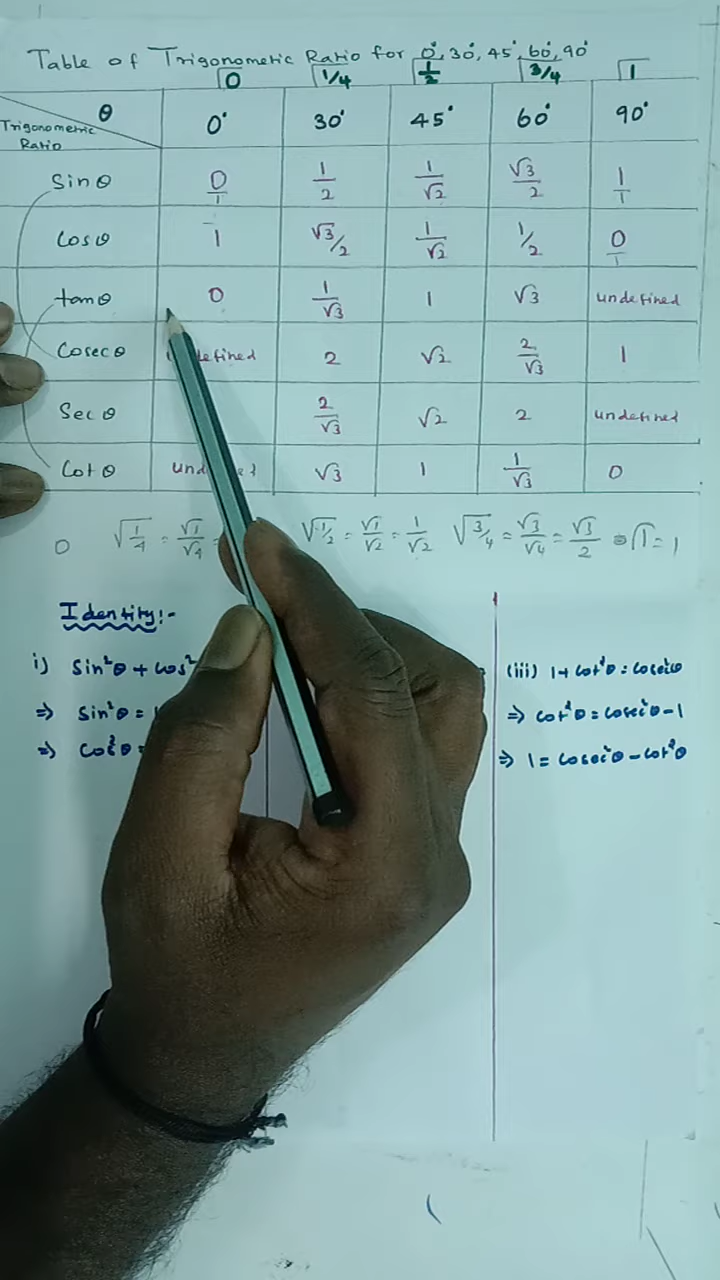 Table of Trigonometric Ratio for 0°, 30°, 45°, 60°, 90°
√0 √1/4 √1/2 √3/4 √1
θ 0° 30° 45° 60° 90°
Trigonometric
Ratio
Sinθ 0/1 1/2 1/√2 √3/2 1/1
Cosθ 1 √3/2 1/√2 1/2 0/1
tanθ 0 1/√3 1 √3 undefined
Cosecθ 2 √2 2/√3 1
Secθ 2/√3 √2 2 undefined
Cotθ √3 1 1/√3 0
0 √1/4 = √1/√4 = √1/2 = √1/√2 = 1/√2 √3/4 = √3/√4 = √3/2 √1 = 1
Identity:-
i) Sin²θ + Cos²
⇒ Sin²θ =
⇒ Cos²θ =
(iii) 1+Cot²θ = Cosec²θ
⇒ Cot²θ = Cosec²θ - 1
⇒ 1 = Cosec²θ - Cot²θ